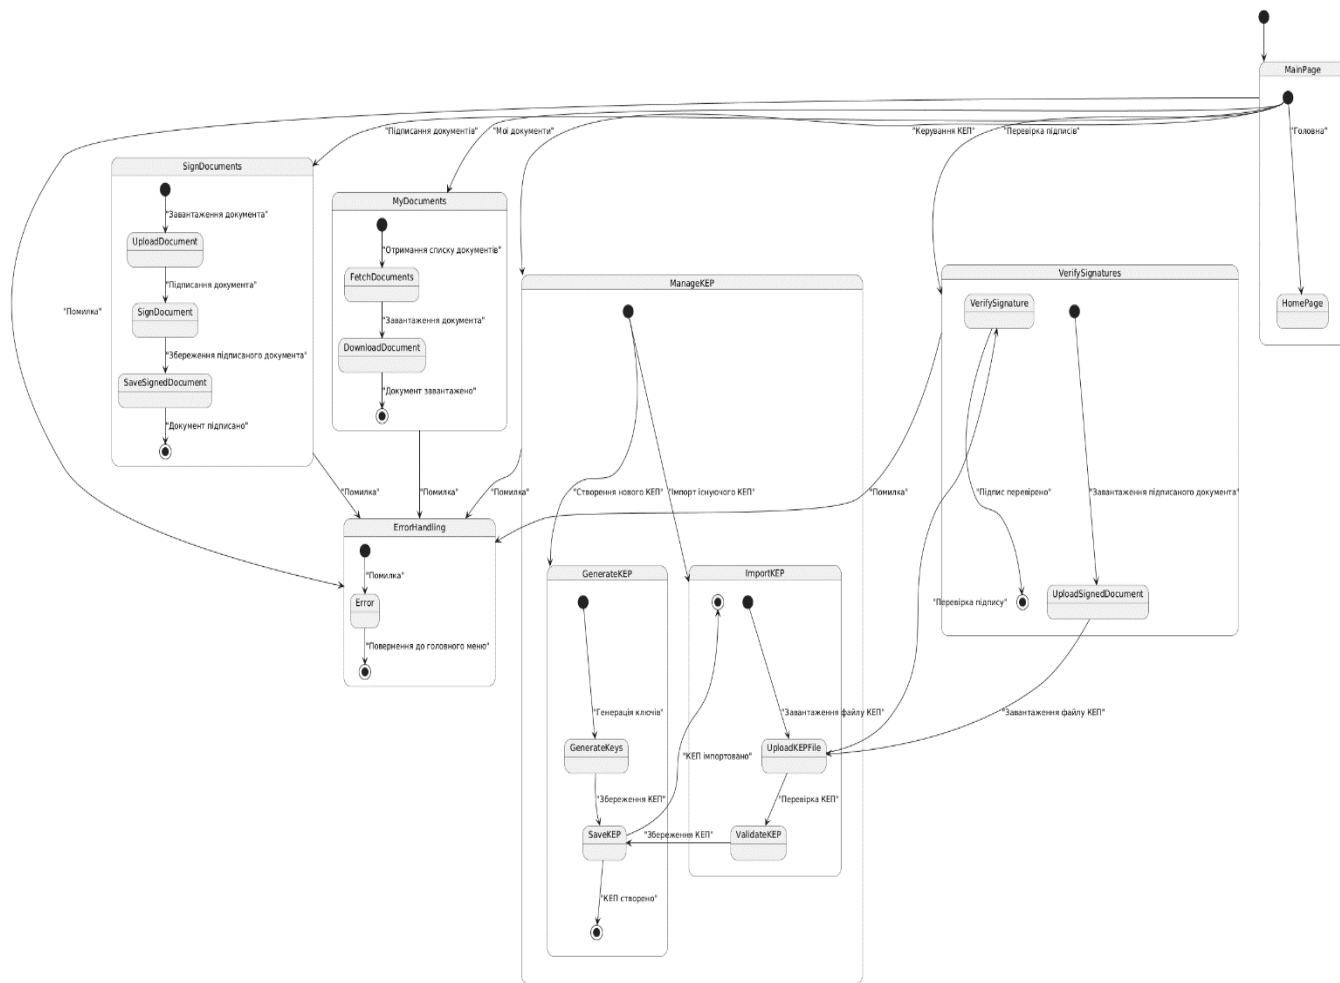 MainPage
"Підписання документів"
"Мої документи"
"Керування КЕП"
"Перевірка підписів"
"Головна"
SignDocuments
"Завантаження документа"
UploadDocument
"Підписання документа"
SignDocument
"Збереження підписаного документа"
SaveSignedDocument
"Документ підписано"
MyDocuments
"Отримання списку документів"
FetchDocuments
"Завантаження документа"
DownloadDocument
"Документ завантажено"
ManageKEP
VerifySignatures
VerifySignature
HomePage
"Помилка"
"Помилка"
"Помилка"
"Помилка"
"Створення нового КЕП"
"Імпорт існуючого КЕП"
"Помилка"
"Підпис перевірено"
"Завантаження підписаного документа"
ErrorHandling
"Помилка"
Error
"Повернення до головного меню"
GenerateKEP
ImportKEP
"Перевірка підпису"
UploadSignedDocument
"Генерація ключів"
"Завантаження файлу КЕП"
"Завантаження файлу КЕП"
GenerateKeys
"КЕП імпортовано"
UploadKEPFile
"Збереження КЕП"
"Перевірка КЕП"
SaveKEP
"Збереження КЕП"
ValidateKEP
"КЕП створено"